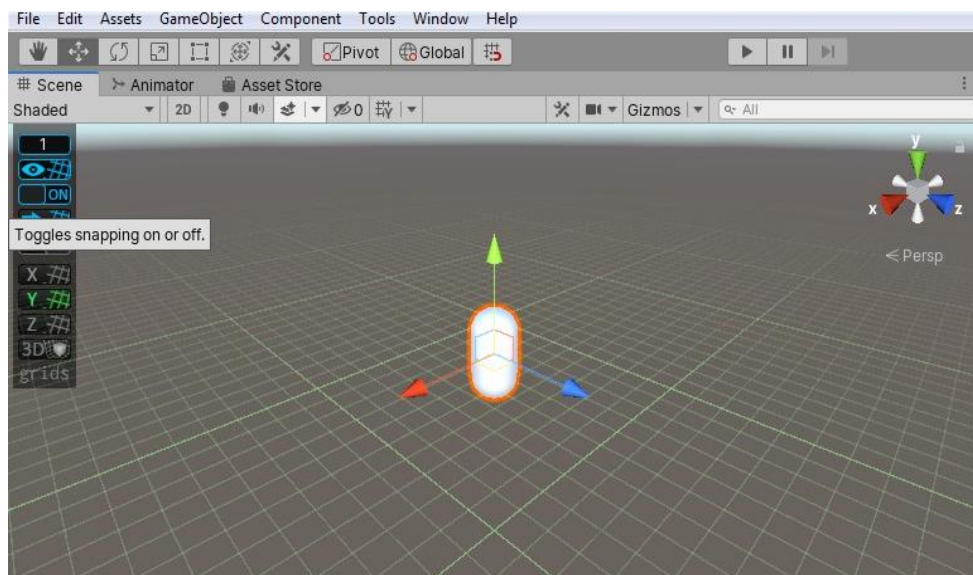 File Edit Assets GameObject Component Tools Window Help
Pivot Global
# Scene Animator Asset Store
Shaded 2D 0 Gizmos All
1
ON
Toggles snapping on or off.
X
Y
Z
3D
grids
y
x z
Persp